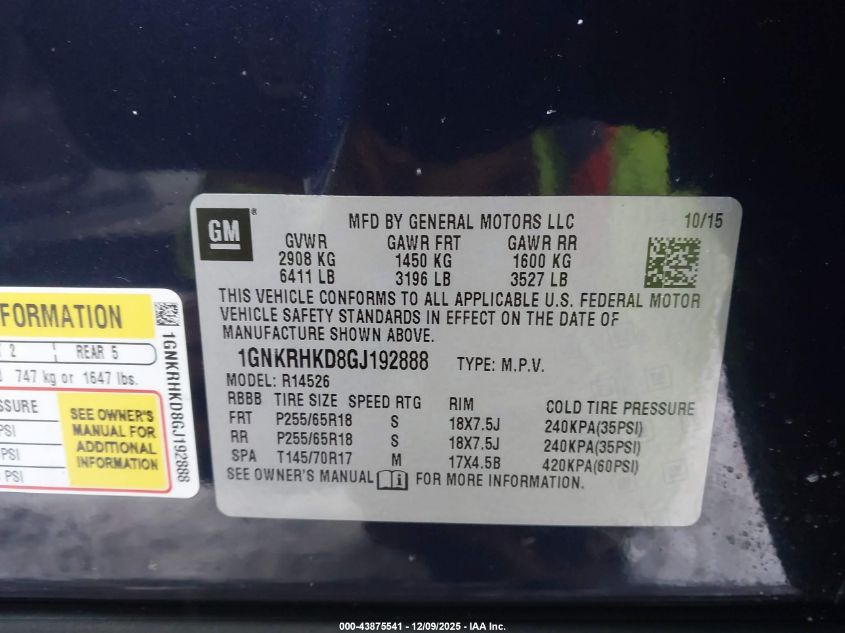 GM®
MFD BY GENERAL MOTORS LLC 10/15
GVWR GAWR FRT GAWR RR
2908 KG 1450 KG 1600 KG
6411 LB 3196 LB 3527 LB
THIS VEHICLE CONFORMS TO ALL APPLICABLE U.S. FEDERAL MOTOR
VEHICLE SAFETY STANDARDS IN EFFECT ON THE DATE OF
MANUFACTURE SHOWN ABOVE.
1GNKRHKD8GJ192888 TYPE: M.P.V.
MODEL: R14526
RBBB TIRE SIZE SPEED RTG RIM COLD TIRE PRESSURE
FRT P255/65R18 S 18X7.5J 240KPA(35PSI)
RR P255/65R18 S 18X7.5J 240KPA(35PSI)
SPA T145/70R17 M 17X4.5B 420KPA(60PSI)
SEE OWNER'S MANUAL FOR MORE INFORMATION.
FORMATION
2 REAR 5
747 kg or 1647 lbs.
SSURE
PSI
PSI
PSI
SEE OWNER'S
MANUAL FOR
ADDITIONAL
INFORMATION
1GNKRHKD8GJ192888
000-43875541 - 12/09/2025 - IAA Inc.